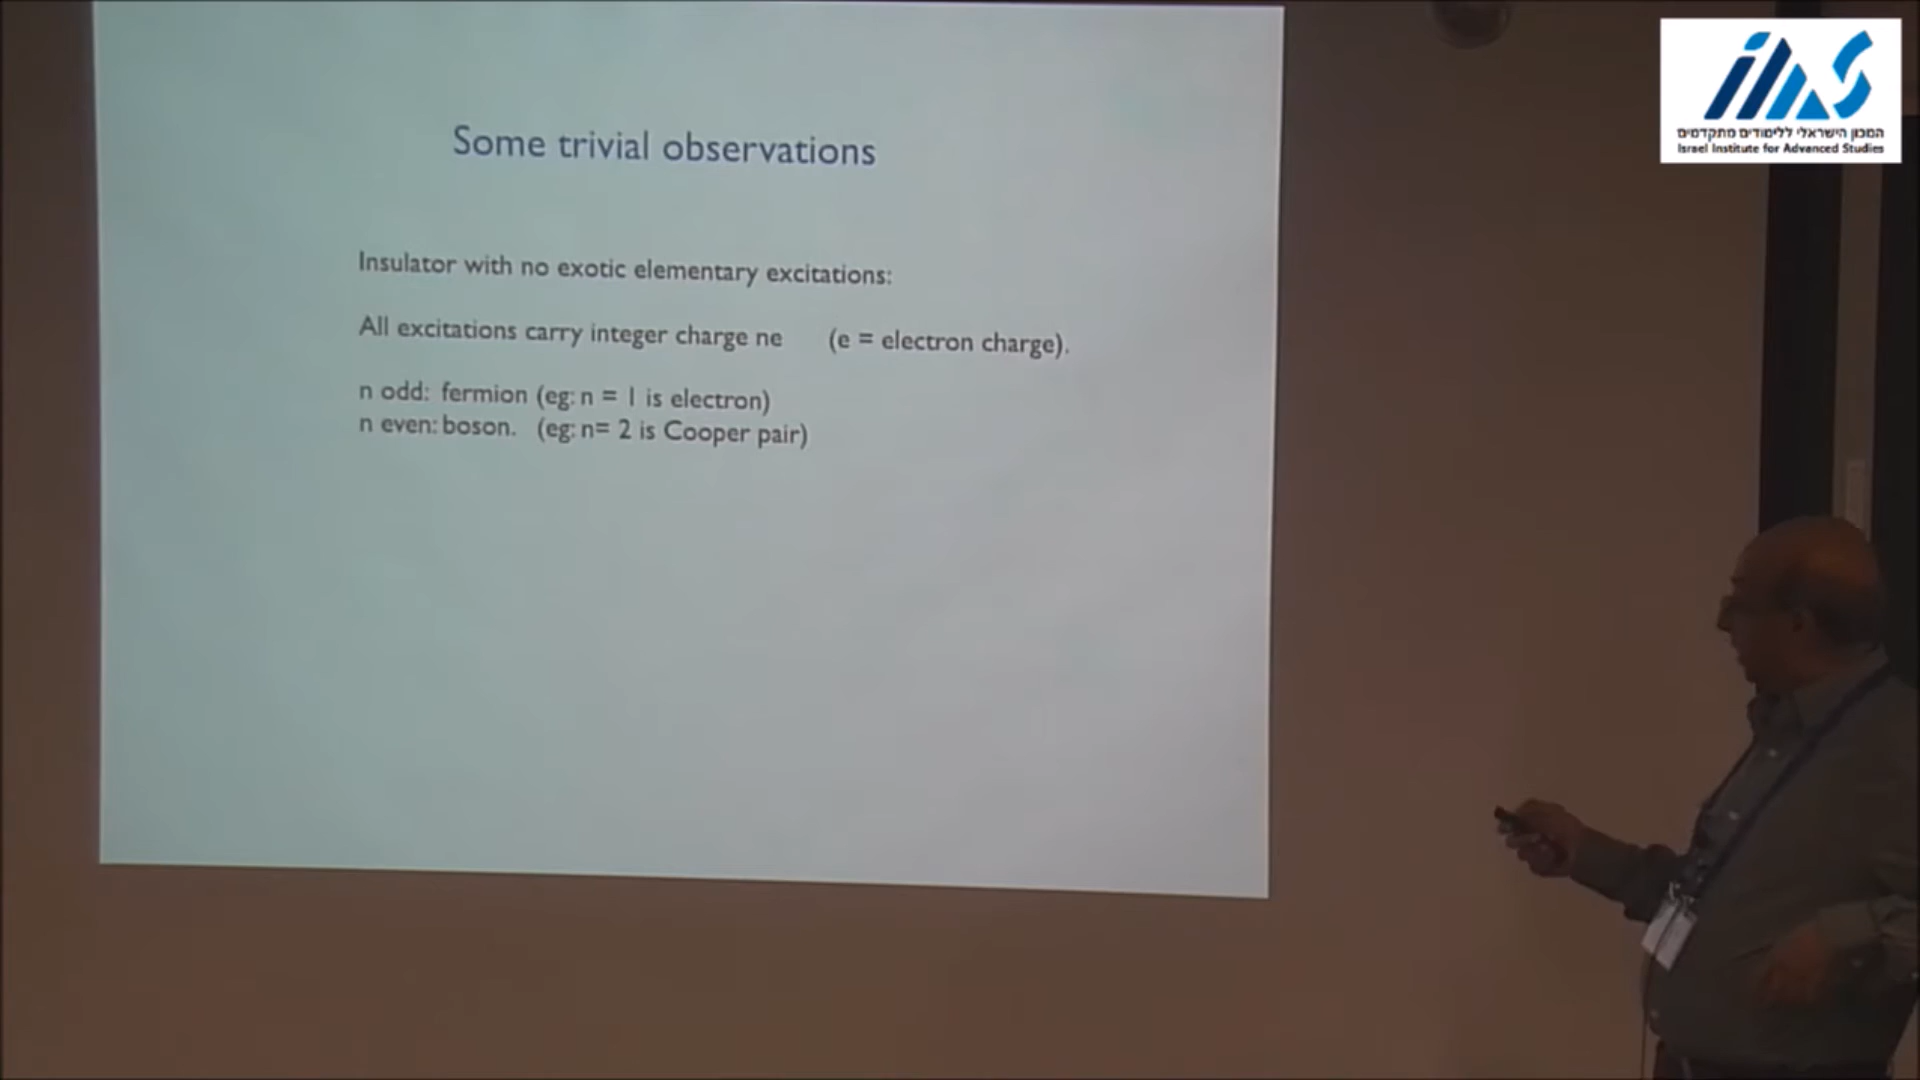 Some trivial observations
Insulator with no exotic elementary excitations:
All excitations carry integer charge ne (e = electron charge).
n odd: fermion (eg: n = 1 is electron)
n even: boson. (eg: n= 2 is Cooper pair)
המכון הישראלי ללימודים מתקדמים
Israel Institute for Advanced Studies